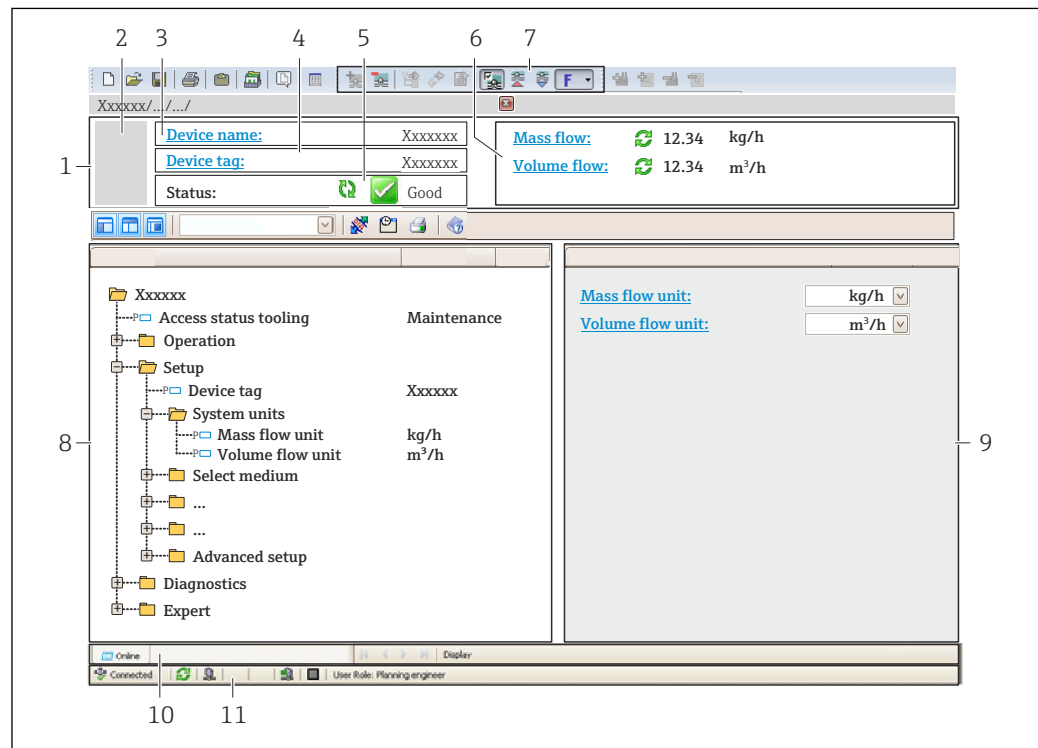 2 3 4 5 6 7
F
Xxxxxx/.../.../
Device name: Xxxxxxx
Mass flow: 12.34 kg/h
1
Device tag: Xxxxxxx
Volume flow: 12.34 m³/h
Status: Good
Xxxxxx
Mass flow unit: kg/h
P Access status tooling Maintenance
Volume flow unit: m³/h
Operation
Setup
P Device tag Xxxxxx
System units
8
P Mass flow unit kg/h
9
P Volume flow unit m³/h
Select medium
...
...
Advanced setup
Diagnostics
Expert
Online Display
Connected User Role: Planning engineer
10 11